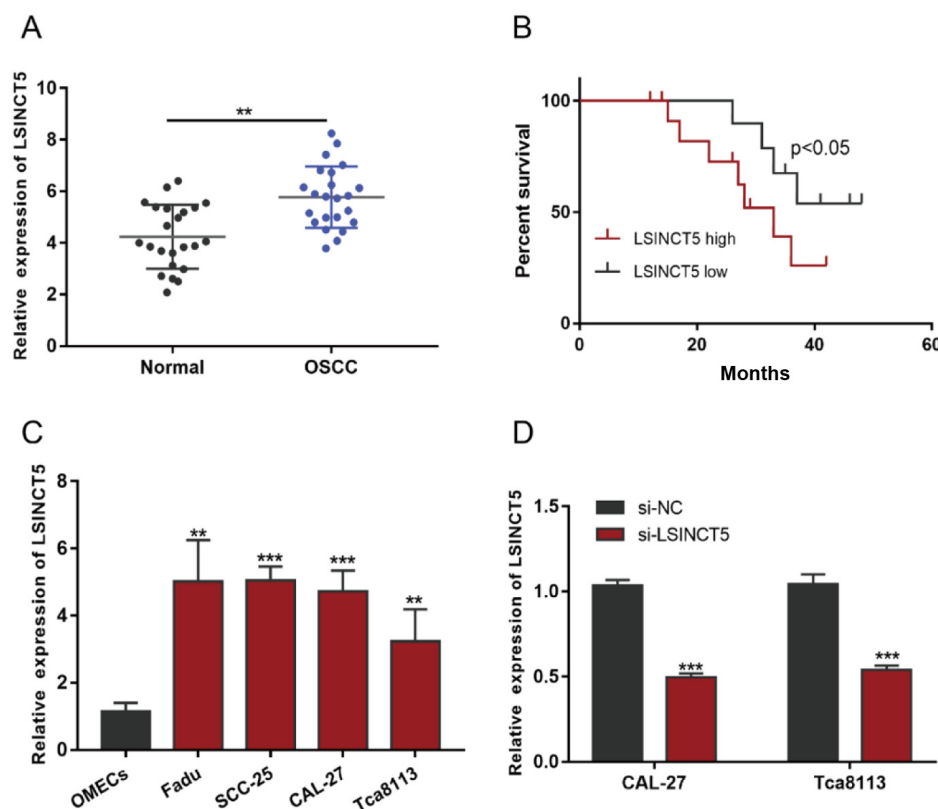 A
Relative expression of LSINCT5
10
8
6
4
2
0
**
Normal
OSCC
B
Percent survival
100
50
0
p<0.05
LSINCT5 high
LSINCT5 low
0
20
40
60
Months
C
Relative expression of LSINCT5
8
6
4
2
0
**
***
***
**
OMECs
Fadu
SCC-25
CAL-27
Tca8113
D
Relative expression of LSINCT5
1.5
1.0
0.5
0.0
si-NC
si-LSINCT5
***
***
CAL-27
Tca8113